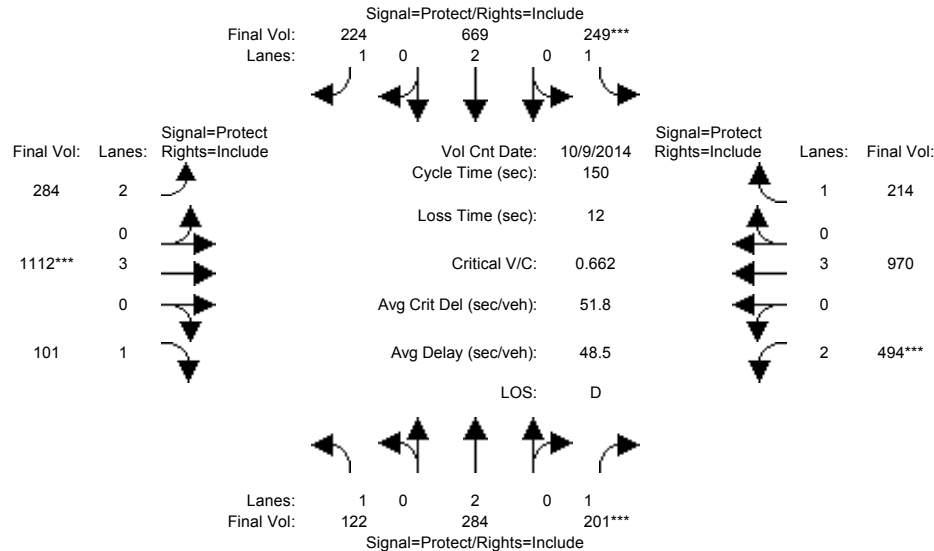 Signal=Protect/Rights=Include
Final Vol: 224 669 249***
Lanes: 1 0 2 0 1
Signal=Protect Signal=Protect
Final Vol: Lanes: Rights=Include Vol Cnt Date: 10/9/2014 Rights=Include Lanes: Final Vol:
Cycle Time (sec): 150
284 2 1 214
Loss Time (sec): 12
0 0
1112*** 3 Critical V/C: 0.662 3 970
0 Avg Crit Del (sec/veh): 51.8 0
101 1 Avg Delay (sec/veh): 48.5 2 494***
LOS: D
Lanes: 1 0 2 0 1
Final Vol: 122 284 201***
Signal=Protect/Rights=Include